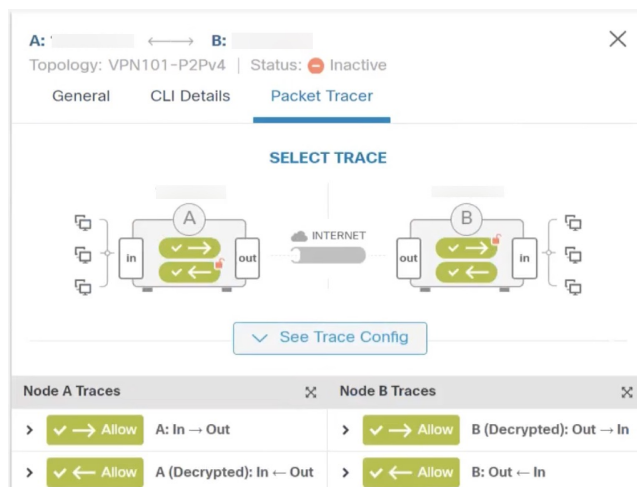 A: B:
Topology: VPN101-P2Pv4 | Status: Inactive
General CLI Details Packet Tracer
SELECT TRACE
A B
INTERNET
in out out in
See Trace Config
Node A Traces Node B Traces
Allow A: In → Out Allow B (Decrypted): Out → In
Allow A (Decrypted): In ← Out Allow B: Out ← In